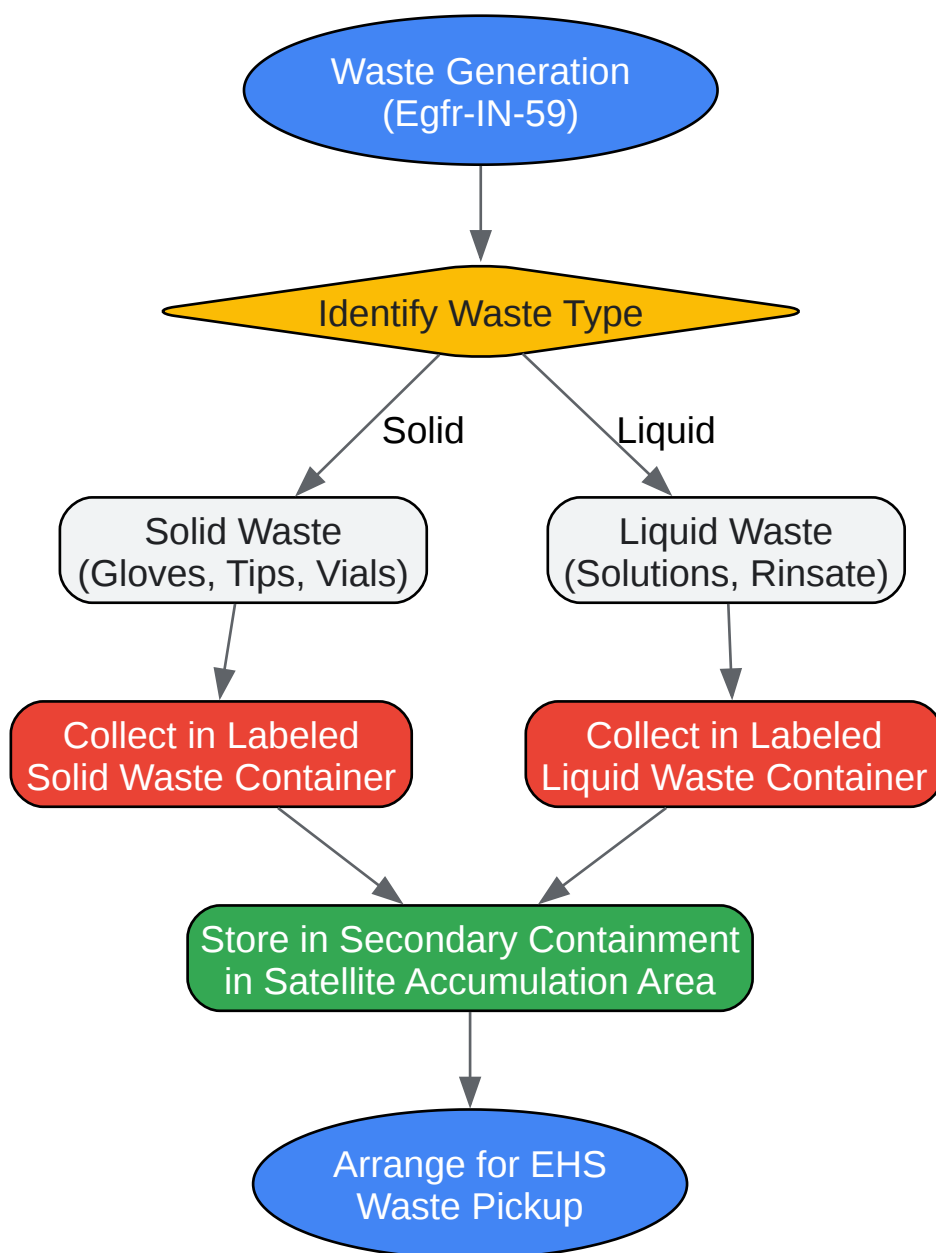 Waste Generation
(Egfr-IN-59)
Identify Waste Type
Solid
Liquid
Solid Waste
(Gloves, Tips, Vials)
Liquid Waste
(Solutions, Rinsate)
Collect in Labeled
Solid Waste Container
Collect in Labeled
Liquid Waste Container
Store in Secondary Containment
in Satellite Accumulation Area
Arrange for EHS
Waste Pickup